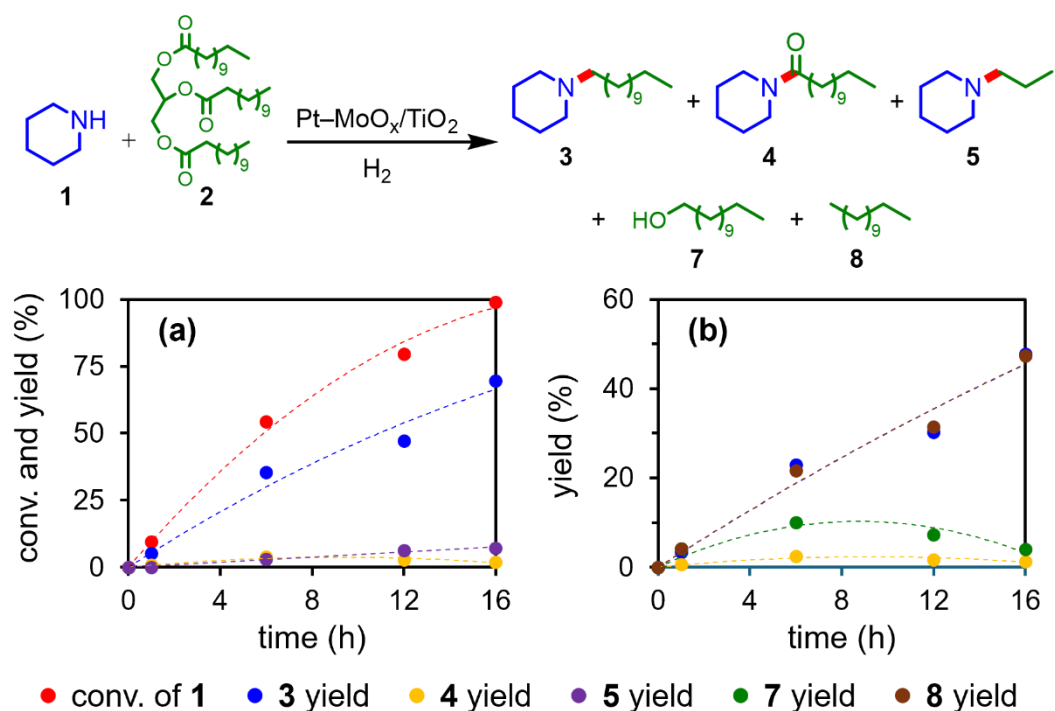 O
9
O
O
O
9
O
O
9
NH
1
+
2
Pt–MoOx/TiO2
H2
N
9
3
+
N
O
9
4
+
N
5
+
HO
9
7
+
9
8
(a)
conv. and yield (%)
100
75
50
25
0
0 4 8 12 16
time (h)
(b)
yield (%)
60
40
20
0
0 4 8 12 16
time (h)
conv. of 1 3 yield 4 yield 5 yield 7 yield 8 yield